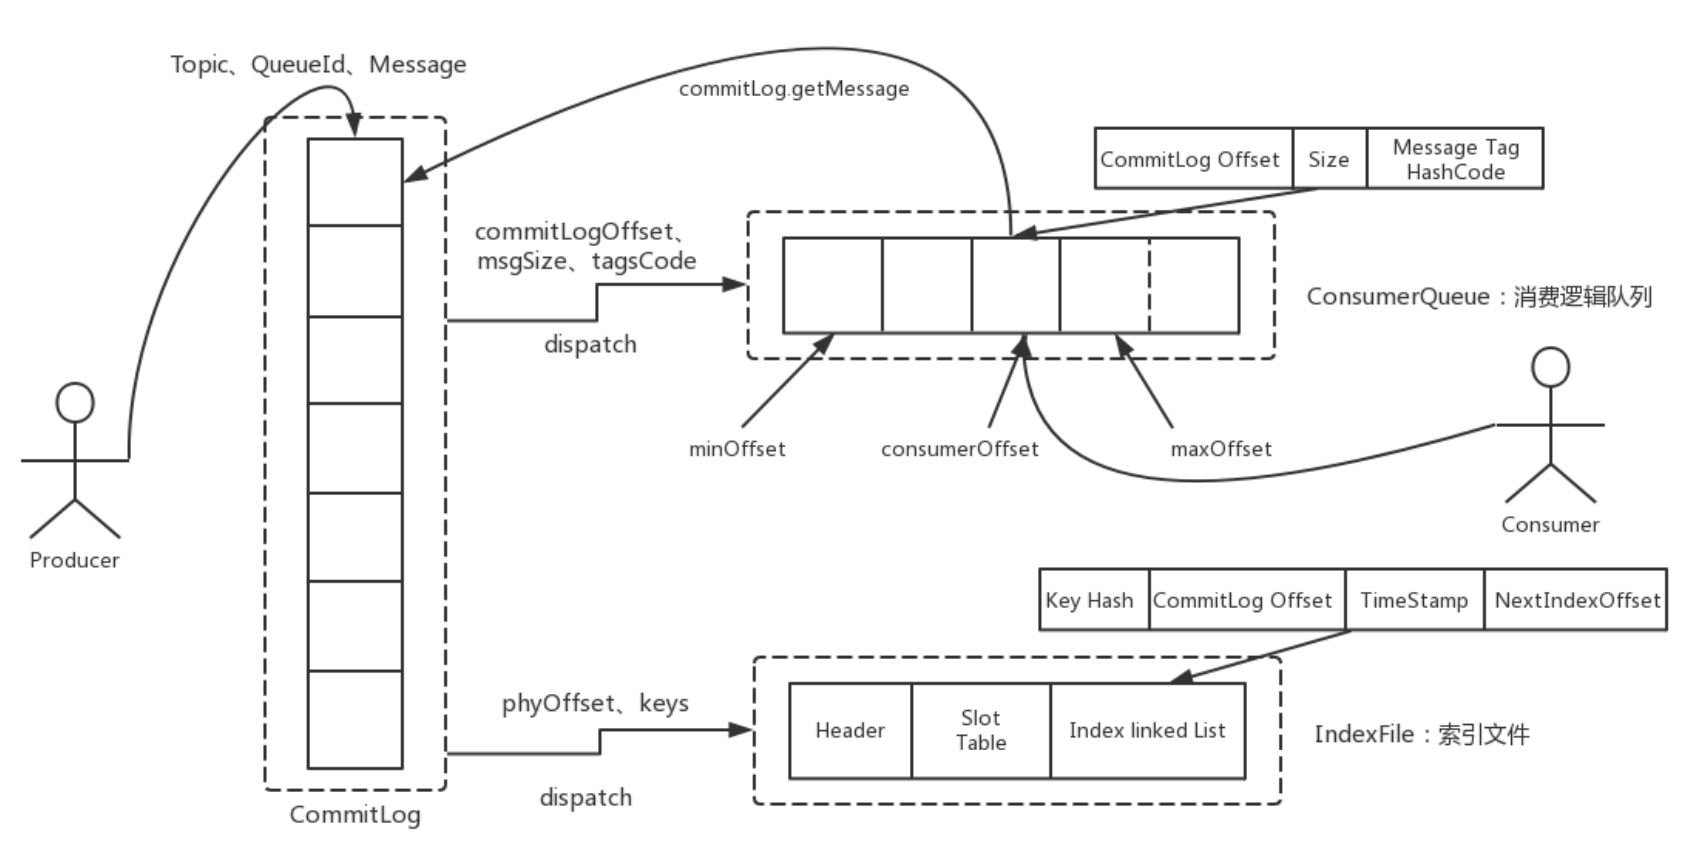 Topic、QueueId、Message
commitLog.getMessage
CommitLog Offset
Size
Message Tag
HashCode
commitLogOffset、
msgSize、tagsCode
dispatch
ConsumerQueue：消费逻辑队列
minOffset
consumerOffset
maxOffset
Producer
Consumer
Key Hash
CommitLog Offset
TimeStamp
NextIndexOffset
phyOffset、keys
dispatch
Header
Slot
Table
Index linked List
IndexFile：索引文件
CommitLog